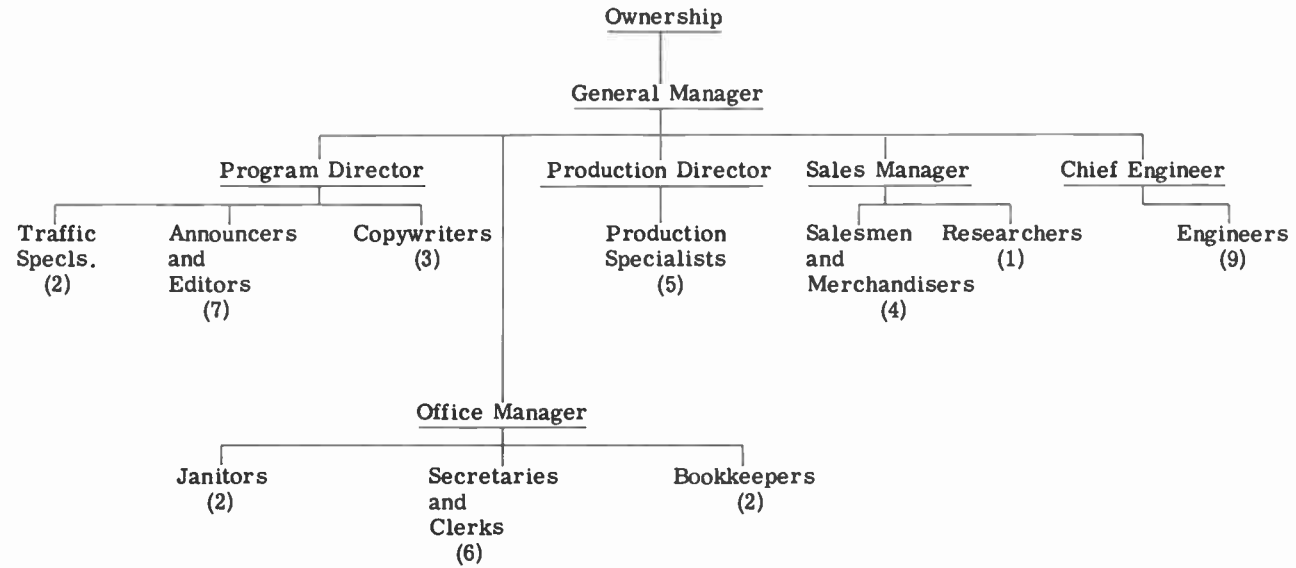 Ownership
General Manager
Program Director
Production Director
Sales Manager
Chief Engineer
Traffic
Specls.
(2)
Announcers
and
Editors
(7)
Copywriters
(3)
Production
Specialists
(5)
Salesmen
and
Merchandisers
(4)
Researchers
(1)
Engineers
(9)
Office Manager
Janitors
(2)
Secretaries
and
Clerks
(6)
Bookkeepers
(2)